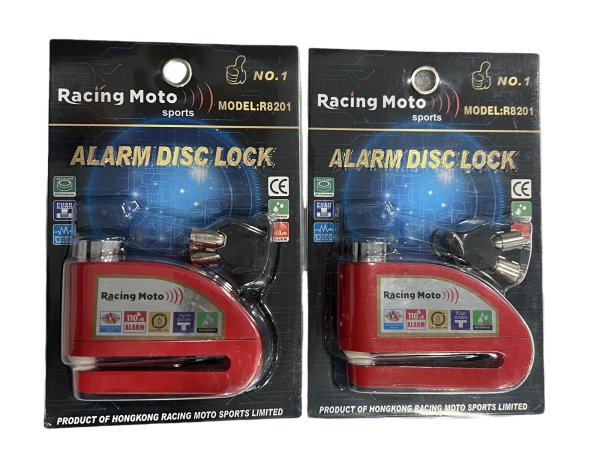 NO.1
Racing Moto
sports
MODEL:R8201
ALARM DISC LOCK
CE
Racing Moto
110
ALARM
PRODUCT OF HONGKONG RACING MOTO SPORTS LIMITED
NO.1
Racing Moto
sports
MODEL:R8201
ALARM DISC LOCK
CE
Racing Moto
110
ALARM
PRODUCT OF HONGKONG RACING MOTO SPORTS LIMITED